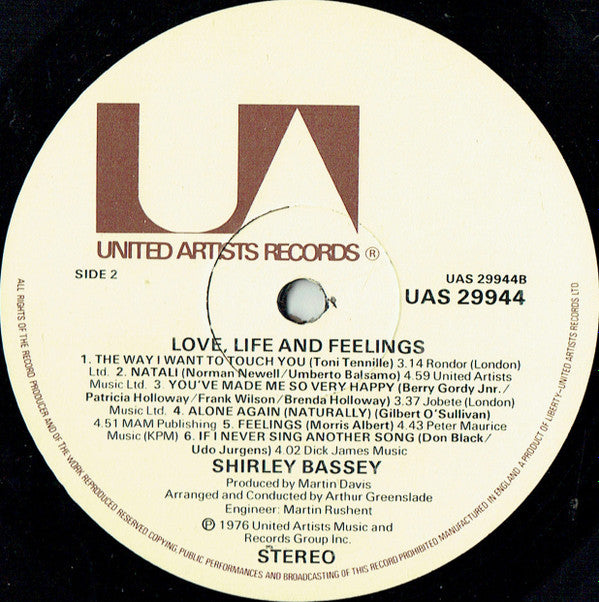 UA
UNITED ARTISTS RECORDS ®
SIDE 2
UAS 29944B
UAS 29944
LOVE, LIFE AND FEELINGS
1. THE WAY I WANT TO TOUCH YOU (Toni Tennille) 3.14 Rondor (London)
Ltd. 2. NATALI (Norman Newell/Umberto Balsamo) 4.59 United Artists
Music Ltd. 3. YOU'VE MADE ME SO VERY HAPPY (Berry Gordy Jnr./
Patricia Holloway/Frank Wilson/Brenda Holloway) 3.37 Jobete (London)
Music Ltd. 4. ALONE AGAIN (NATURALLY) (Gilbert O'Sullivan)
4.51 MAM Publishing 5. FEELINGS (Morris Albert) 4.43 Peter Maurice
Music (KPM) 6. IF I NEVER SING ANOTHER SONG (Don Black/
Udo Jurgens) 4.02 Dick James Music
SHIRLEY BASSEY
Produced by Martin Davis
Arranged and Conducted by Arthur Greenslade
Engineer: Martin Rushent
℗ 1976 United Artists Music and
Records Group Inc.
STEREO
ALL RIGHTS OF THE RECORD PRODUCER AND OF THE OWNER OF THE WORK REPRODUCED RESERVED COPYING, PUBLIC PERFORMANCES AND BROADCASTING OF THIS RECORD PROHIBITED MANUFACTURED IN ENGLAND A PRODUCT OF LIBERTY–UNITED ARTISTS RECORDS LTD.